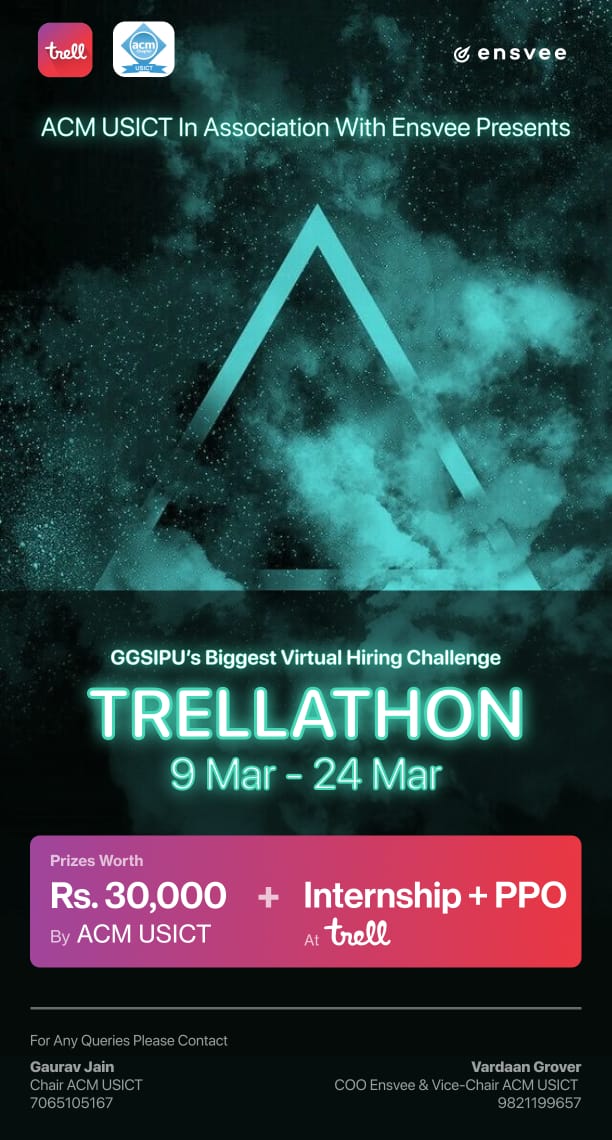 trell
acm
chapter
USICT
ensvee
ACM USICT In Association With Ensvee Presents
GGSIPU's Biggest Virtual Hiring Challenge
TRELLATHON
9 Mar - 24 Mar
Prizes Worth
Rs. 30,000 + Internship + PPO
By ACM USICT At trell
For Any Queries Please Contact
Gaurav Jain
Chair ACM USICT
7065105167
Vardaan Grover
COO Ensvee & Vice-Chair ACM USICT
9821199657